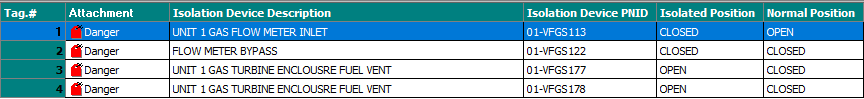 Tag.# Attachment Isolation Device Description Isolation Device PNID Isolated Position Normal Position
1 Danger UNIT 1 GAS FLOW METER INLET 01-VFGS113 CLOSED OPEN
2 Danger FLOW METER BYPASS 01-VFGS122 CLOSED CLOSED
3 Danger UNIT 1 GAS TURBINE ENCLOUSRE FUEL VENT 01-VFGS177 OPEN CLOSED
4 Danger UNIT 1 GAS TURBINE ENCLOUSRE FUEL VENT 01-VFGS178 OPEN CLOSED